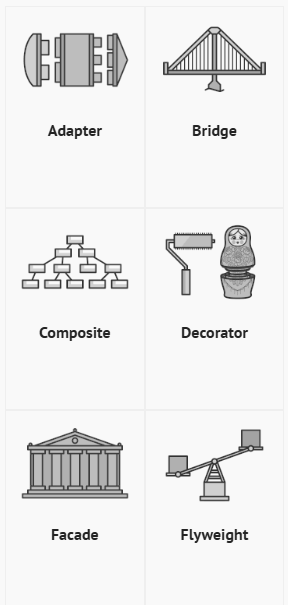 Adapter
Bridge
Composite
Decorator
Facade
Flyweight